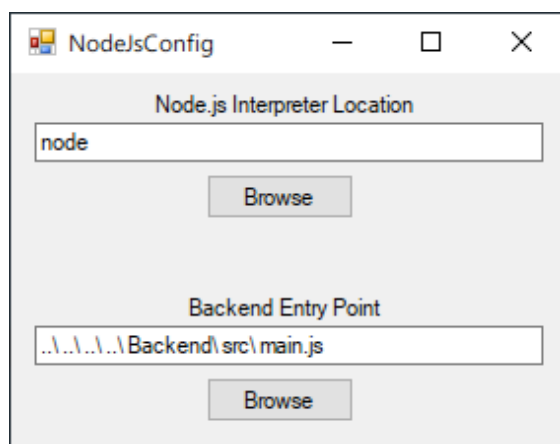 NodeJsConfig
Node.js Interpreter Location
node
Browse
Backend Entry Point
..\..\..\..\Backend\src\main.js
Browse